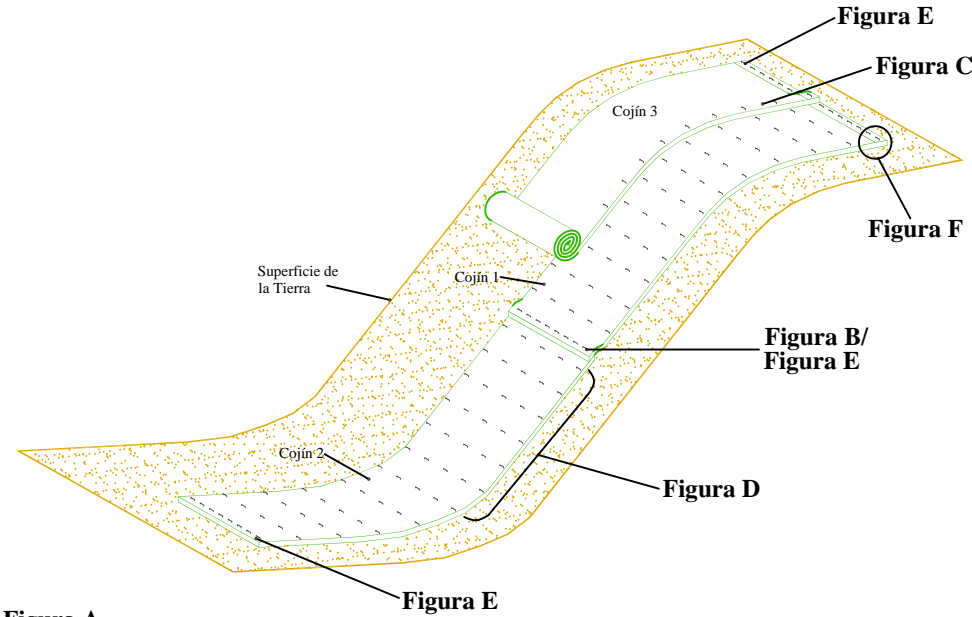 Figura E
Figura C
Cojín 3
Figura F
Superficie de
la Tierra
Cojín 1
Figura B/
Figura E
Cojín 2
Figura D
Figura E
Figura A